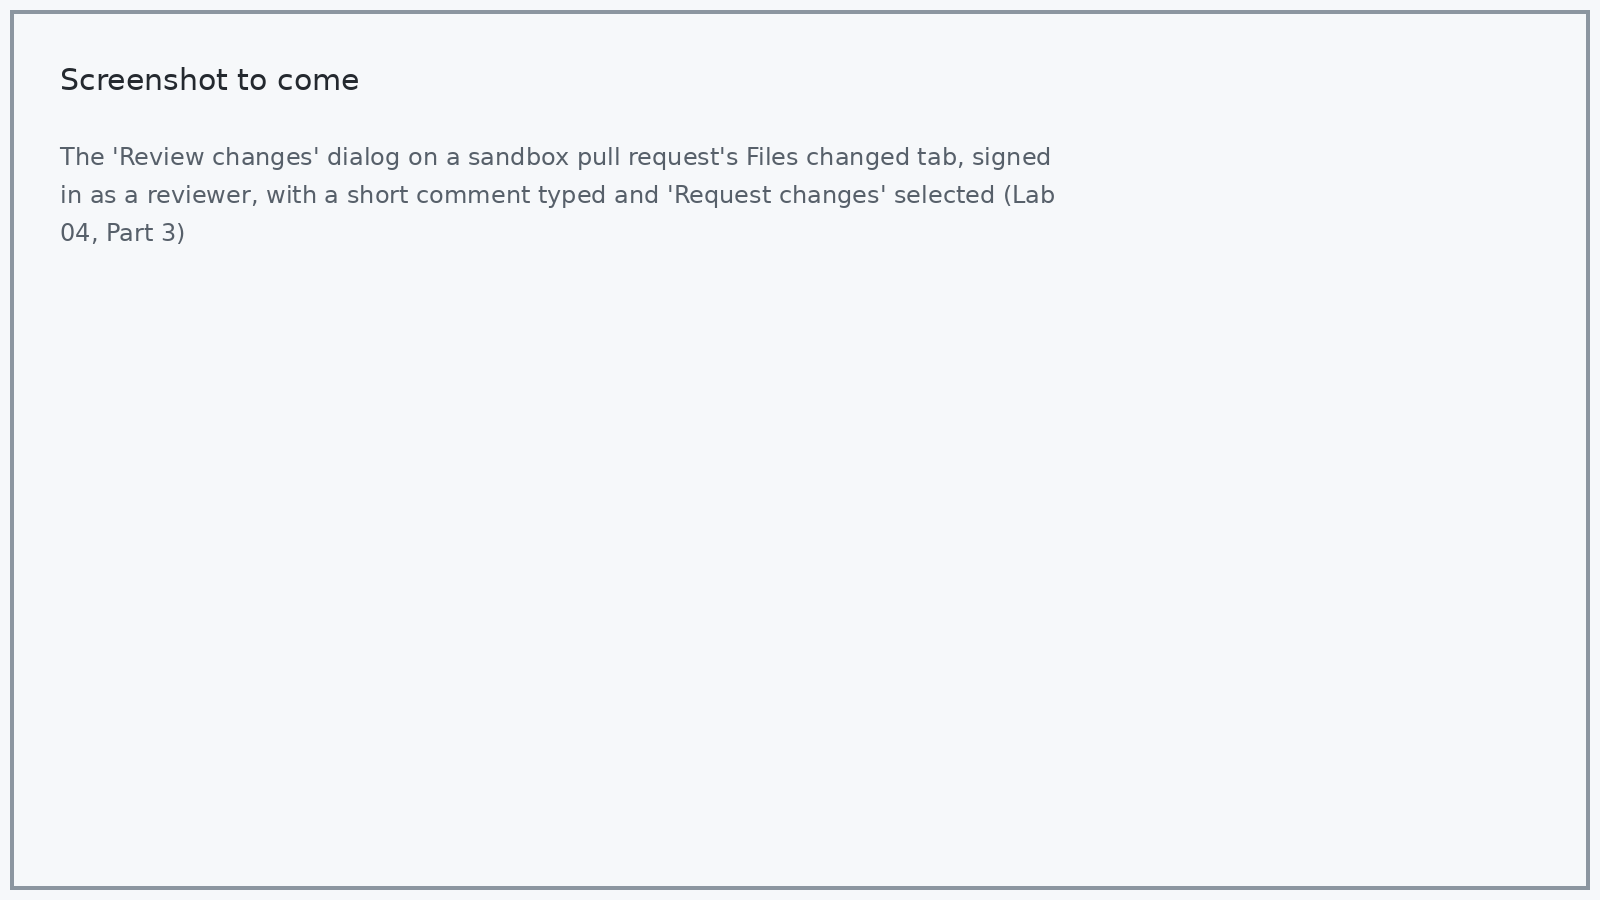 Screenshot to come
The 'Review changes' dialog on a sandbox pull request's Files changed tab, signed
in as a reviewer, with a short comment typed and 'Request changes' selected (Lab
04, Part 3)